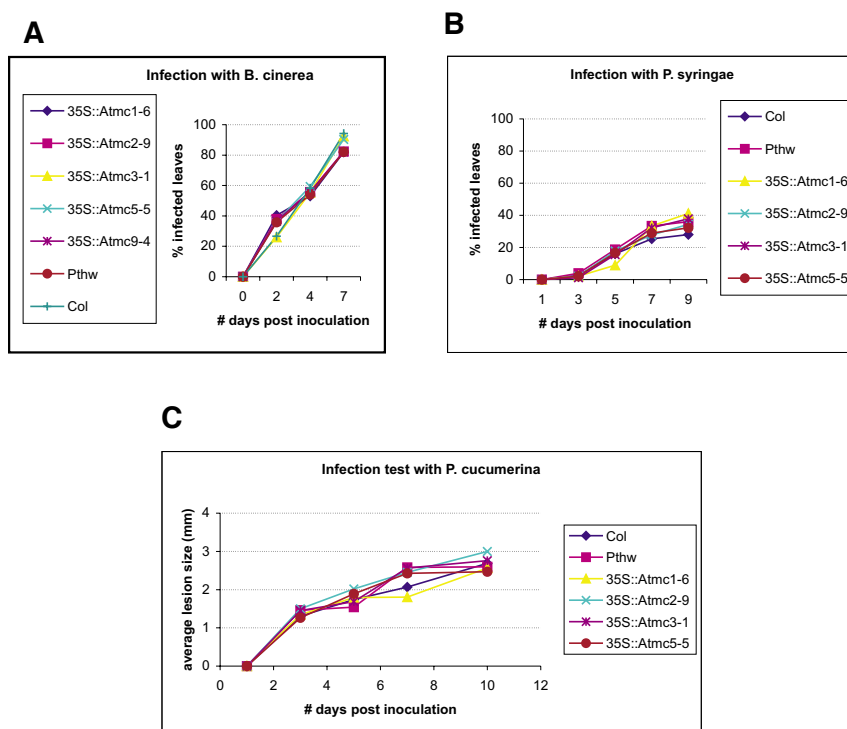 A
Infection with B. cinerea
35S::Atmc1-6
35S::Atmc2-9
35S::Atmc3-1
35S::Atmc5-5
35S::Atmc9-4
Pthw
Col
% infected leaves
100
80
60
40
20
0
0 2 4 7
# days post inoculation
B
Infection with P. syringae
% infected leaves
100
80
60
40
20
0
1 3 5 7 9
# days post inoculation
Col
Pthw
35S::Atmc1-6
35S::Atmc2-9
35S::Atmc3-1
35S::Atmc5-5
C
Infection test with P. cucumerina
average lesion size (mm)
4
3
2
1
0
0 2 4 6 8 10 12
# days post inoculation
Col
Pthw
35S::Atmc1-6
35S::Atmc2-9
35S::Atmc3-1
35S::Atmc5-5